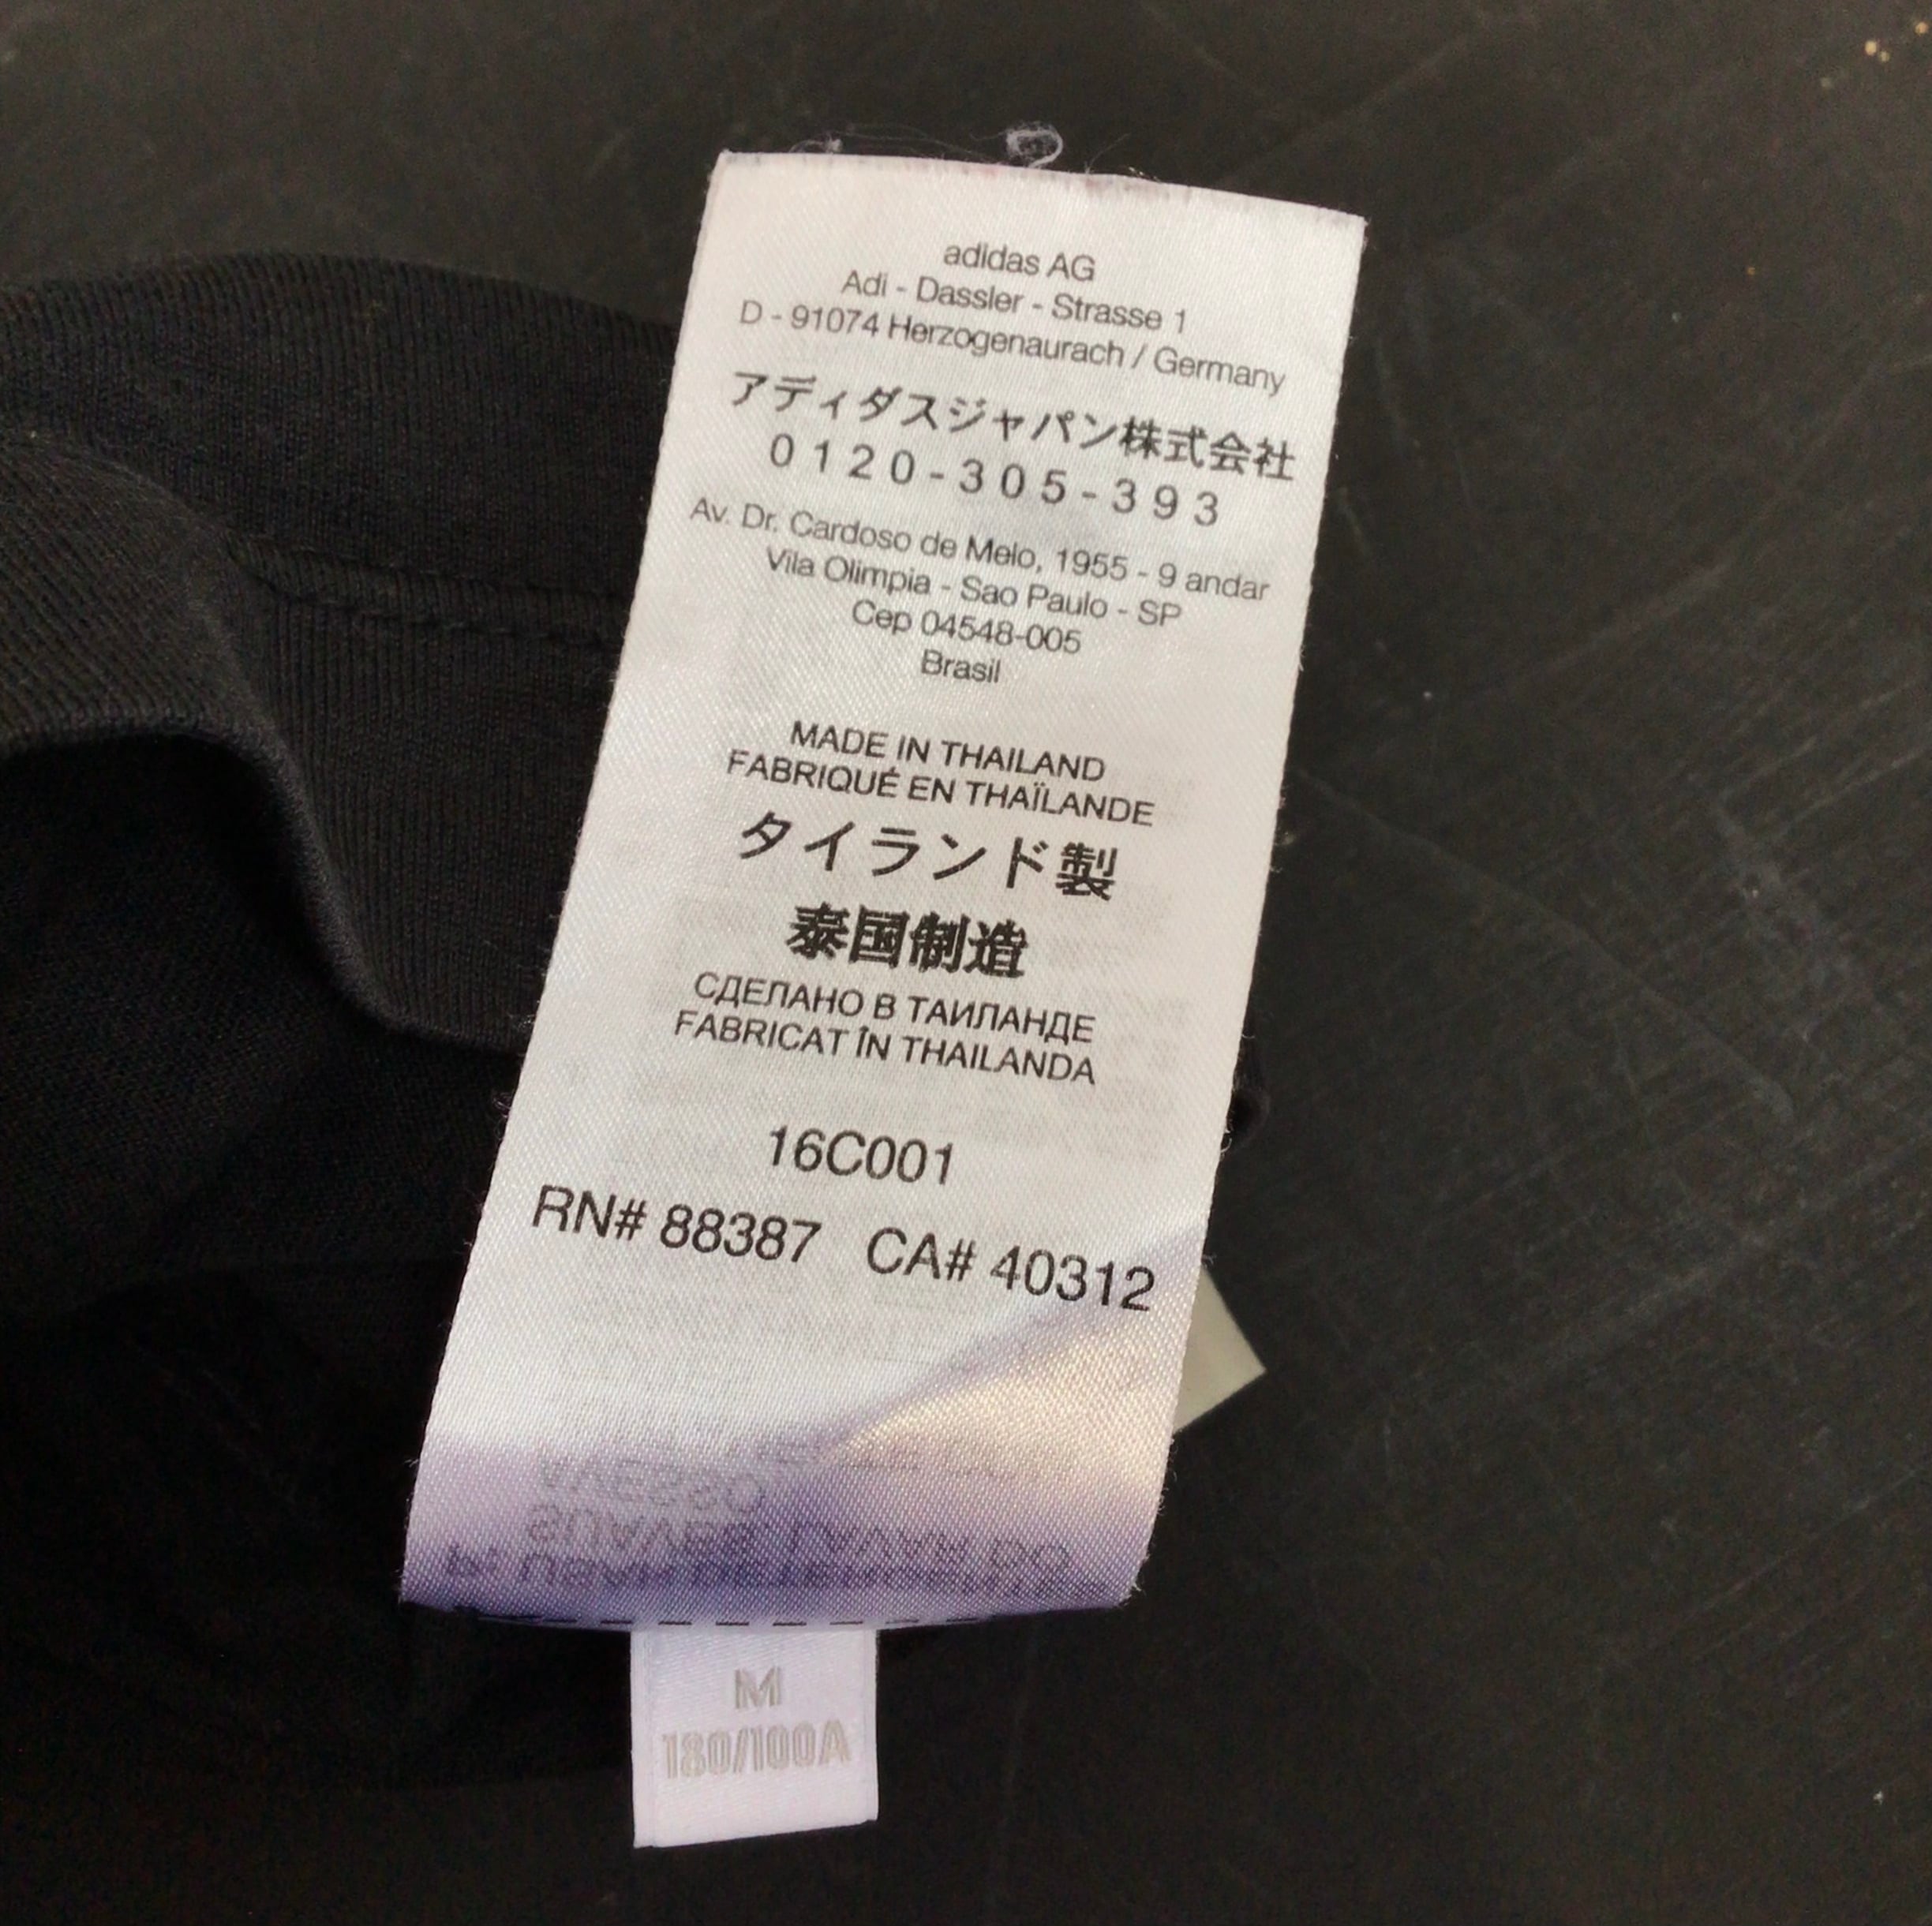 adidas AG
Adi - Dassler - Strasse 1
D - 91074 Herzogenaurach / Germany
アディダスジャパン株式会社
0120-305-393
Av. Dr. Cardoso de Melo, 1955 - 9 andar
Vila Olimpia - Sao Paulo - SP
Cep 04548-005
Brasil
MADE IN THAILAND
FABRIQUÉ EN THAÏLANDE
タイランド製
泰国制造
СДЕЛАНО В ТАИЛАНДЕ
FABRICAT ÎN THAILANDA
16C001
RN# 88387 CA# 40312
M
180/100A